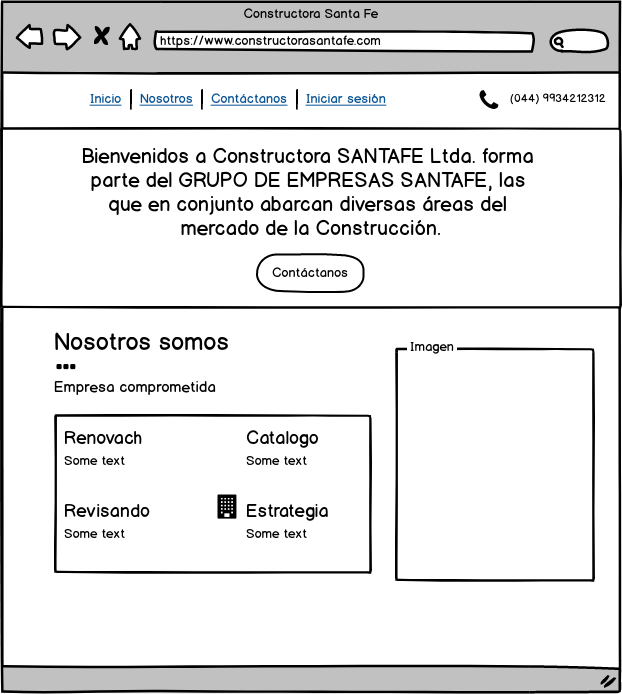 Constructora Santa Fe
https://www.constructorasantafe.com
Inicio | Nosotros | Contáctanos | Iniciar sesión
(044) 9934212312
Bienvenidos a Constructora SANTAFE Ltda. forma
parte del GRUPO DE EMPRESAS SANTAFE, las
que en conjunto abarcan diversas áreas del
mercado de la Construcción.
Contáctanos
Nosotros somos
...
Empresa comprometida
Imagen
Renovach
Some text
Catalogo
Some text
Revisando
Some text
Estrategia
Some text